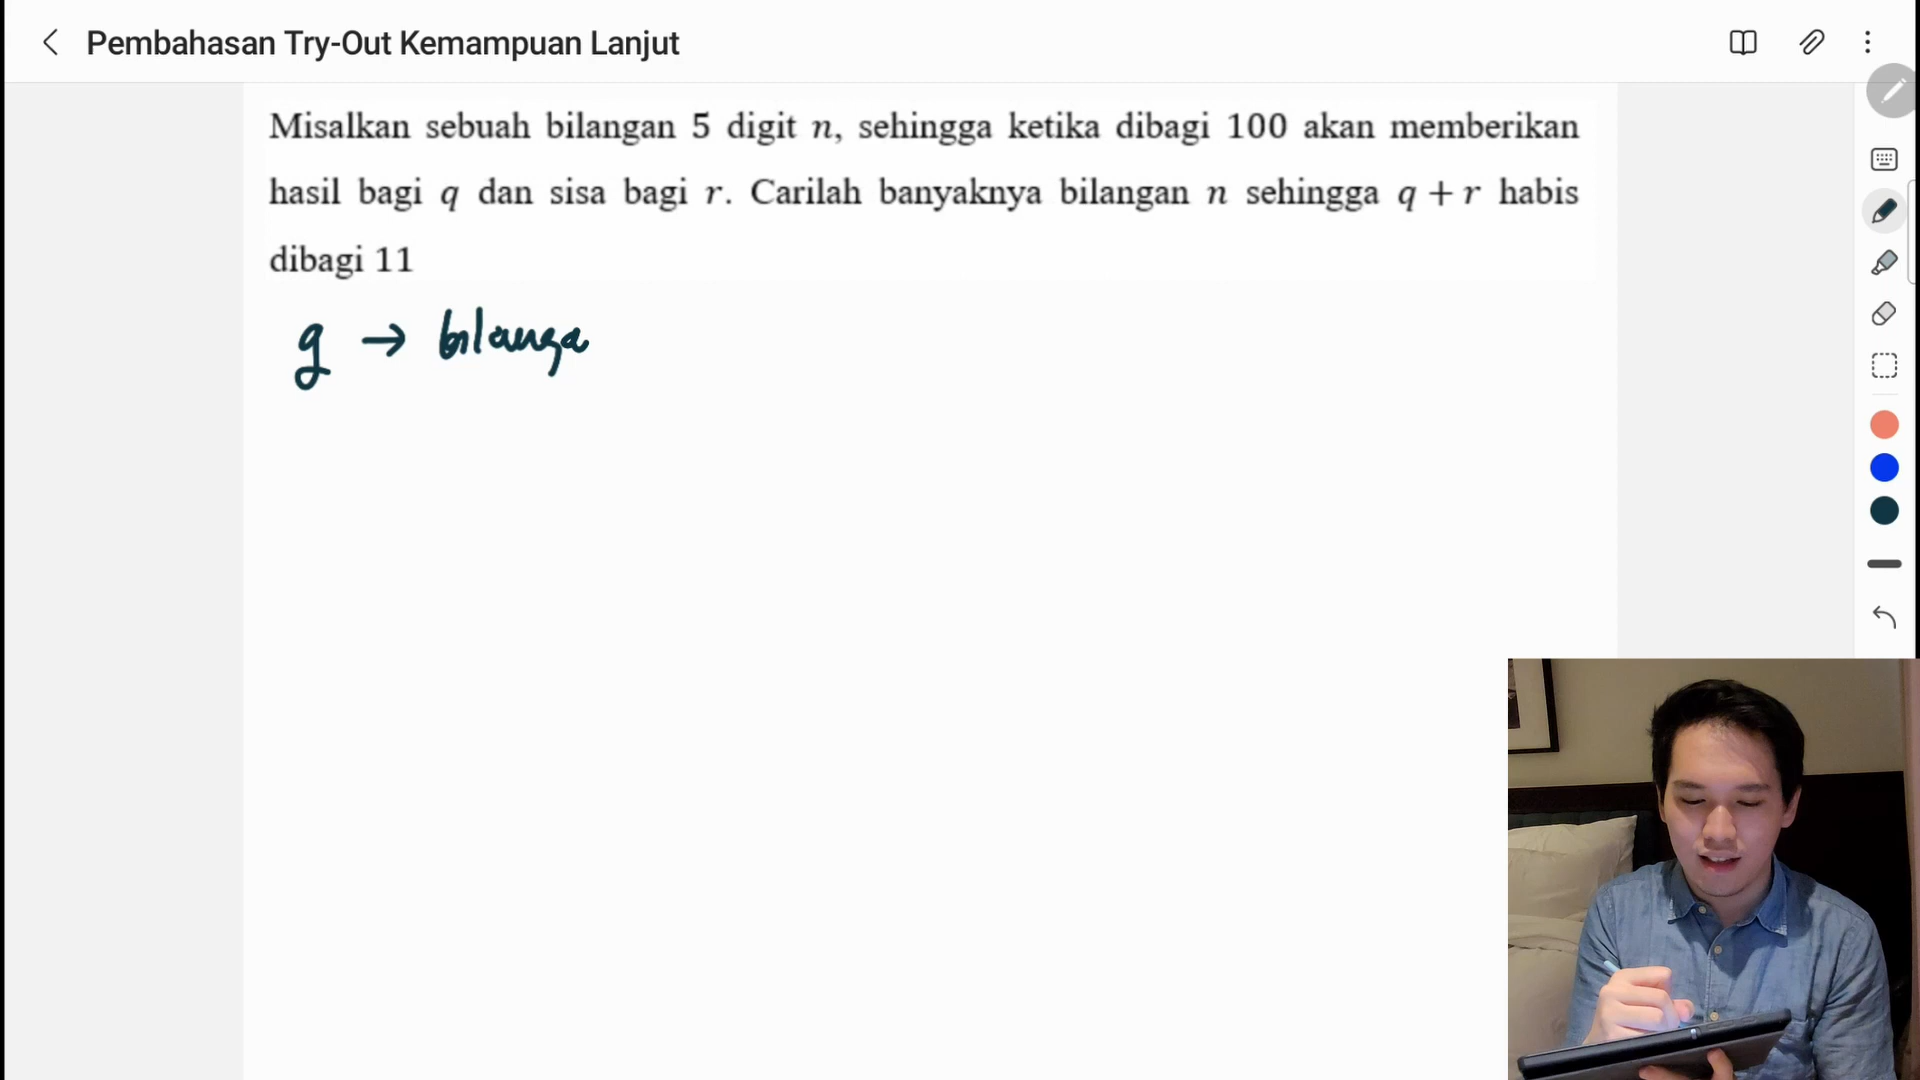 Pembahasan Try-Out Kemampuan Lanjut
Misalkan sebuah bilangan 5 digit n, sehingga ketika dibagi 100 akan memberikan
hasil bagi q dan sisa bagi r. Carilah banyaknya bilangan n sehingga q + r habis
dibagi 11
q → bilanga